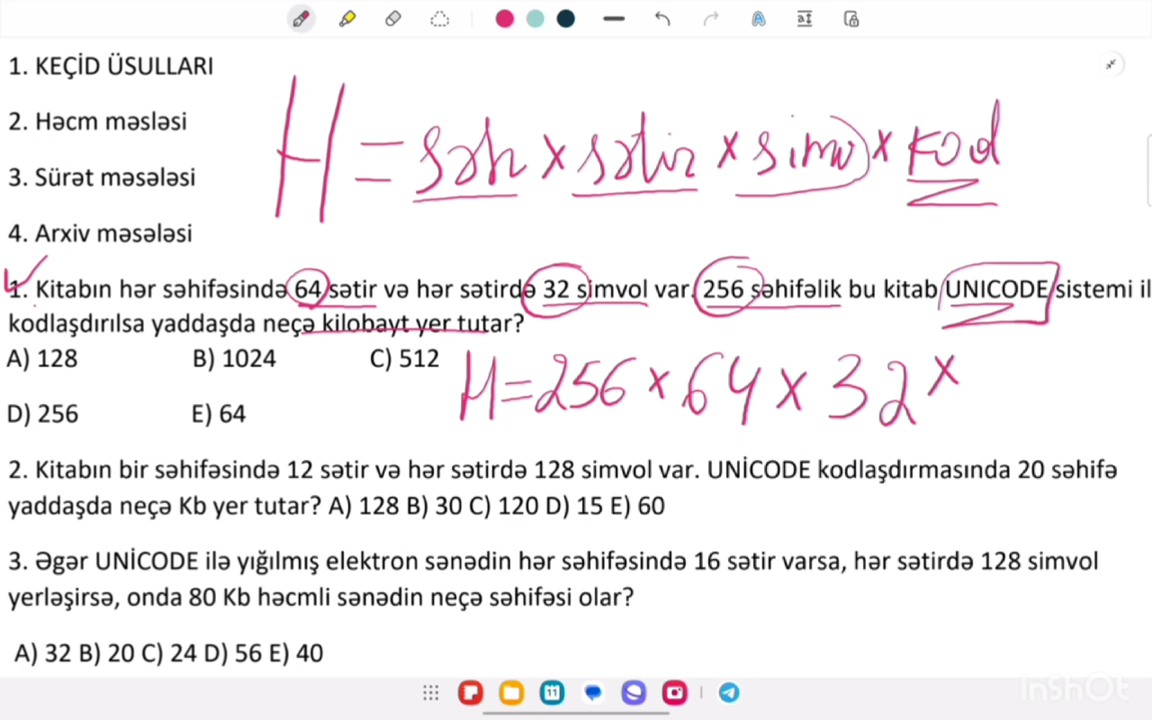 1. KEÇİD ÜSULLARI
H = səh x sətir x simv x kod
2. Həcm məsləsi
3. Sürət məsələsi
4. Arxiv məsələsi
1. Kitabın hər səhifəsində 64 sətir və hər sətirdə 32 simvol var. 256 səhifəlik bu kitab UNICODE sistemi il
kodlaşdırılsa yaddaşda neçə kilobayt yer tutar?
A) 128 B) 1024 C) 512
H = 256 x 64 x 32 x
D) 256 E) 64
2. Kitabın bir səhifəsində 12 sətir və hər sətirdə 128 simvol var. UNİCODE kodlaşdırmasında 20 səhifə
yaddaşda neçə Kb yer tutar? A) 128 B) 30 C) 120 D) 15 E) 60
3. Əgər UNİCODE ilə yığılmış elektron sənədin hər səhifəsində 16 sətir varsa, hər sətirdə 128 simvol
yerləşirsə, onda 80 Kb həcmli sənədin neçə səhifəsi olar?
A) 32 B) 20 C) 24 D) 56 E) 40
11
InShOt